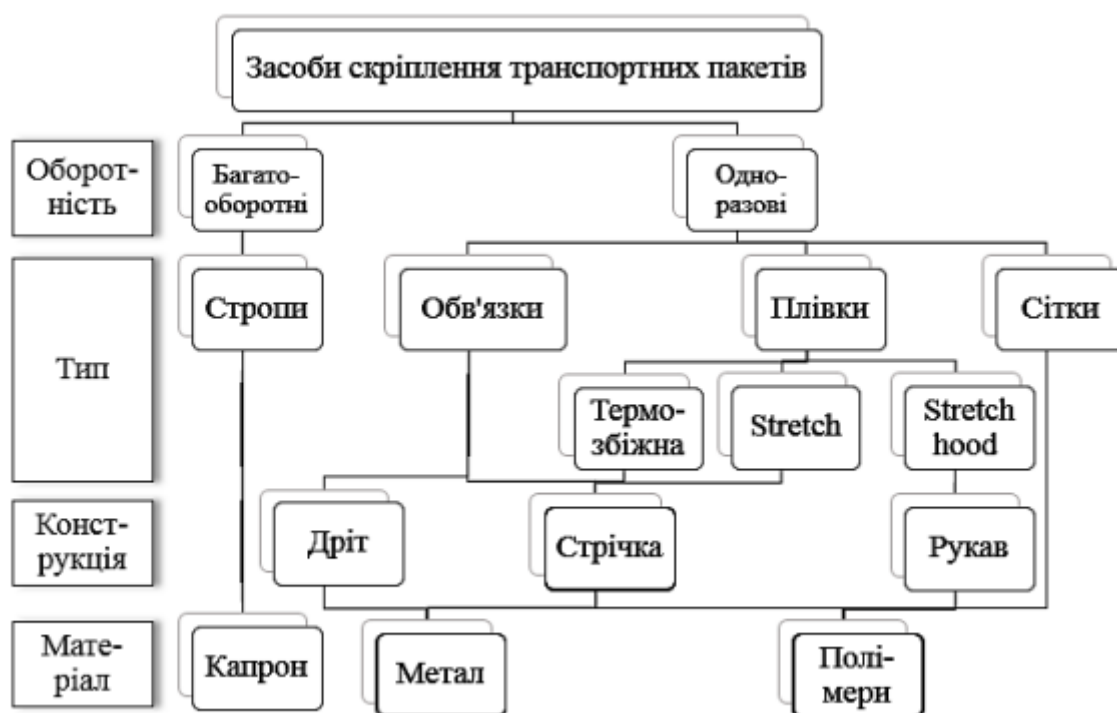 Засоби скріплення транспортних пакетів
Оборот-
ність
Багато-
оборотні
Одно-
разові
Тип
Стропи
Обв'язки
Плівки
Сітки
Термо-
збіжна
Stretch
Stretch
hood
Конст-
рукція
Дріт
Стрічка
Рукав
Мате-
ріал
Капрон
Метал
Полі-
мери